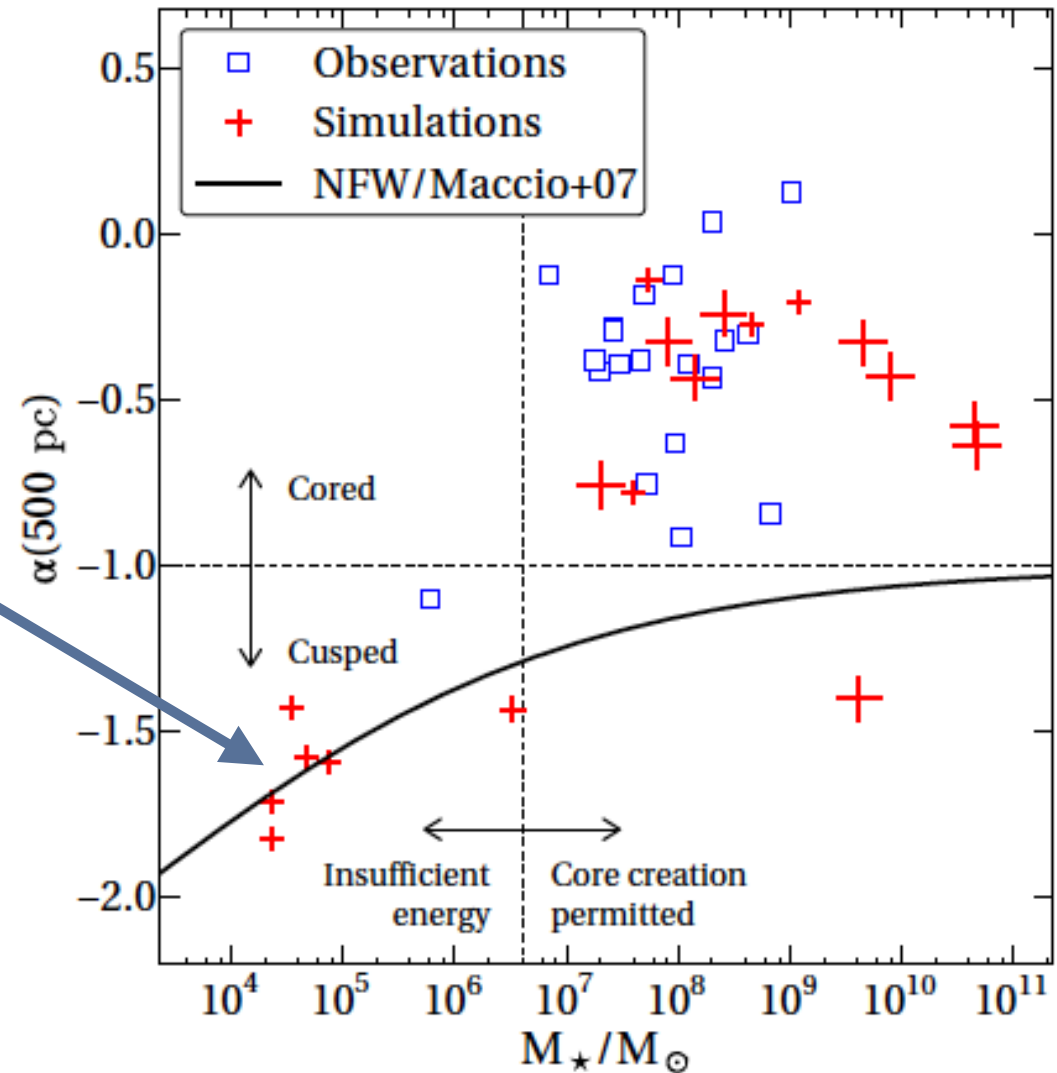 Observations
Simulations
NFW/Maccio+07
0.5
0.0
−0.5
−1.0
−1.5
−2.0
α(500 pc)
Cored
Cusped
Insufficient energy
Core creation permitted
10⁴ 10⁵ 10⁶ 10⁷ 10⁸ 10⁹ 10¹⁰ 10¹¹
M⋆/M⊙